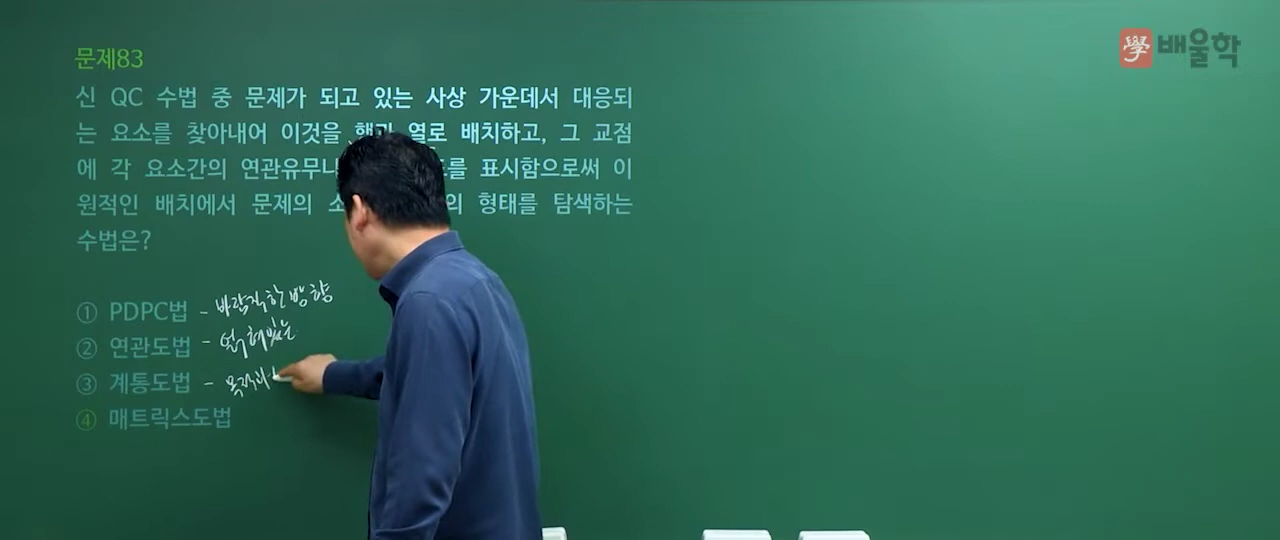 문제83
學 배울학
신 QC 수법 중 문제가 되고 있는 사상 가운데서 대응되
는 요소를 찾아내어 이것을 행과 열로 배치하고, 그 교점
에 각 요소간의 연관유무나 를 표시함으로써 이
원적인 배치에서 문제의 소 의 형태를 탐색하는
수법은?
① PDPC법 - 바람직한 방향
② 연관도법 - 얽혀있는
③ 계통도법 - 목적과
④ 매트릭스도법